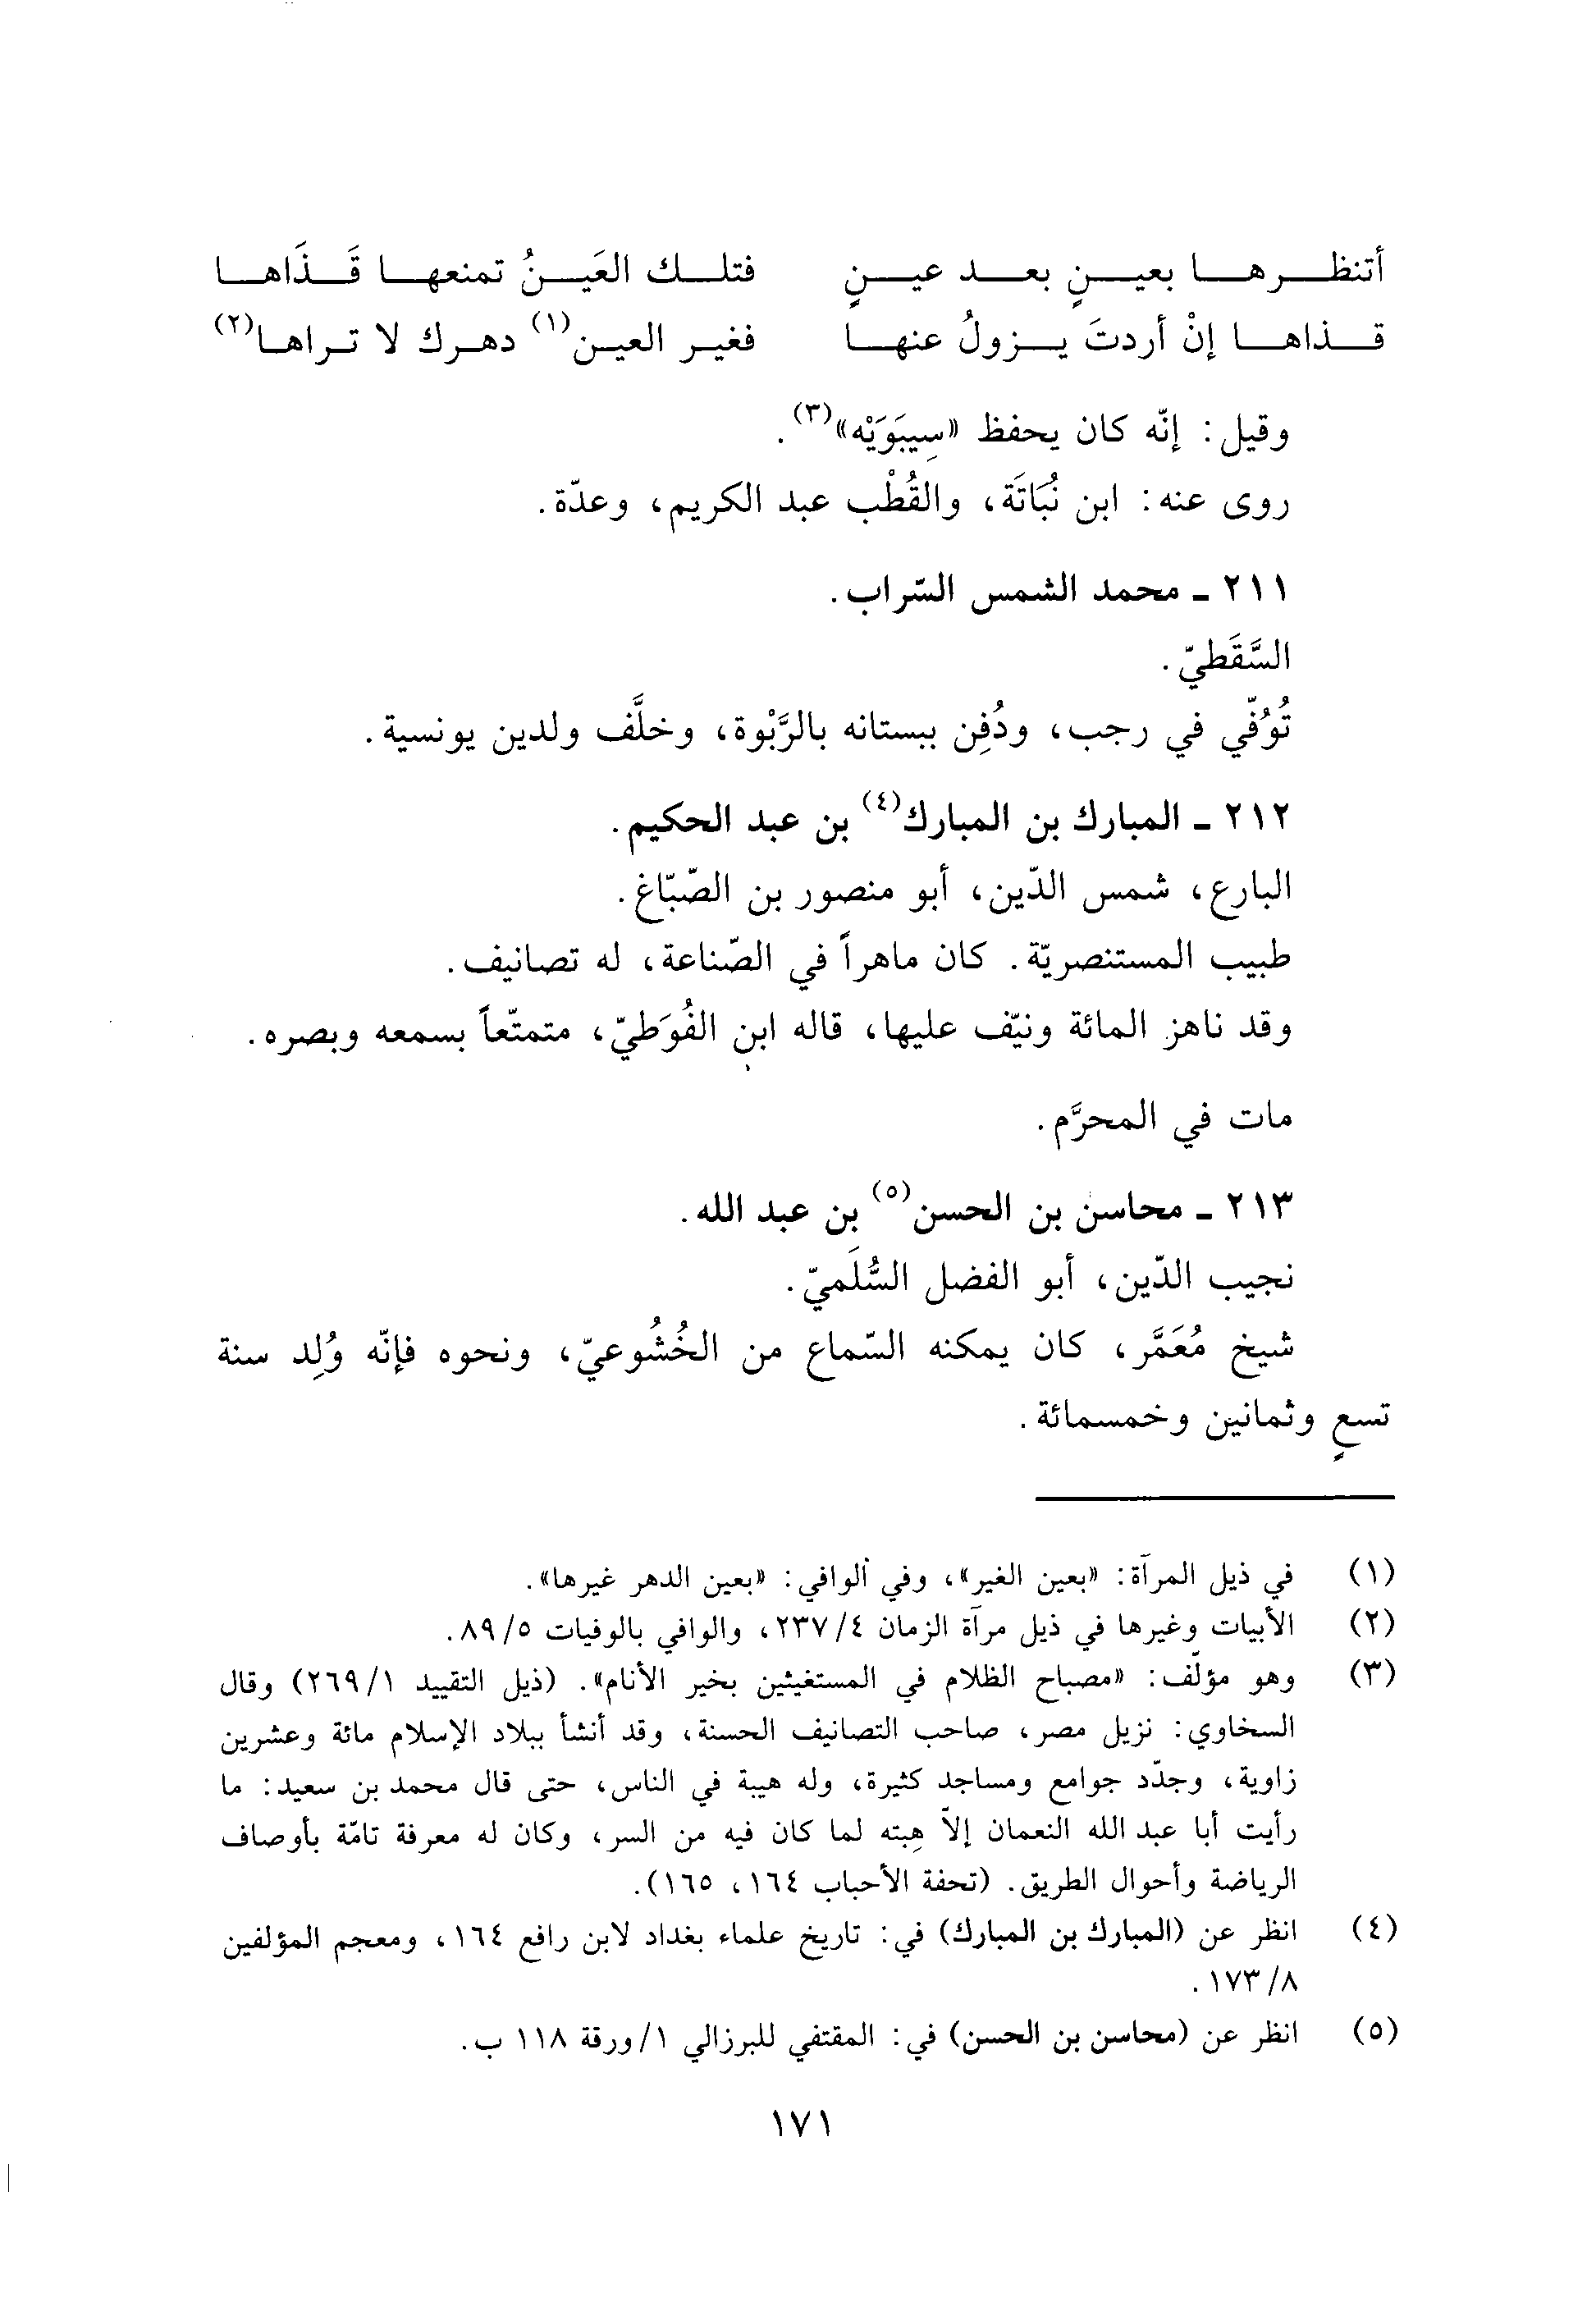 أتنظرها بعينٍ بعد عينٍ فتلك العَينُ تمنعها قَذَاها
قذاها إنْ أردتَ يزولُ عنها فغير العين(١) دهرك لا تراها(٢)
وقيل: إنّه كان يحفظ «سِيبَوَيْه»(٣).
روى عنه: ابن نُبَاتَة، والقُطْب عبد الكريم، وعدّة.
٢١١ ـ محمد الشمس السّراب.
السَّقَطيّ.
تُوُفّي في رجب، ودُفِن ببستانه بالرَّبْوة، وخلَّف ولدين يونسية.
٢١٢ ـ المبارك بن المبارك(٤) بن عبد الحكيم.
البارع، شمس الدّين، أبو منصور بن الصّبّاغ.
طبيب المستنصريّة. كان ماهراً في الصّناعة، له تصانيف.
وقد ناهز المائة ونيّف عليها، قاله ابن الفُوَطيّ، متمتّعاً بسمعه وبصره.
مات في المحرَّم.
٢١٣ ـ محاسن بن الحسن(٥) بن عبد الله.
نجيب الدّين، أبو الفضل السُّلَميّ.
شيخ مُعَمَّر، كان يمكنه السّماع من الخُشُوعيّ، ونحوه فإنّه وُلِد سنة
تسعٍ وثمانين وخمسمائة.
(١) في ذيل المرآة: «بعين الغير»، وفي الوافي: «بعين الدهر غيرها».
(٢) الأبيات وغيرها في ذيل مرآة الزمان ٢٣٧/٤، والوافي بالوفيات ٨٩/٥.
(٣) وهو مؤلّف: «مصباح الظلام في المستغيثين بخير الأنام». (ذيل التقييد ٢٦٩/١) وقال
السخاوي: نزيل مصر، صاحب التصانيف الحسنة، وقد أنشأ ببلاد الإسلام مائة وعشرين
زاوية، وجدّد جوامع ومساجد كثيرة، وله هيبة في الناس، حتى قال محمد بن سعيد: ما
رأيت أبا عبد الله النعمان إلاّ هِبته لما كان فيه من السر، وكان له معرفة تامّة بأوصاف
الرياضة وأحوال الطريق. (تحفة الأحباب ١٦٤، ١٦٥).
(٤) انظر عن (المبارك بن المبارك) في: تاريخ علماء بغداد لابن رافع ١٦٤، ومعجم المؤلفين
١٧٣/٨.
(٥) انظر عن (محاسن بن الحسن) في: المقتفي للبرزالي ١/ورقة ١١٨ ب.
١٧١